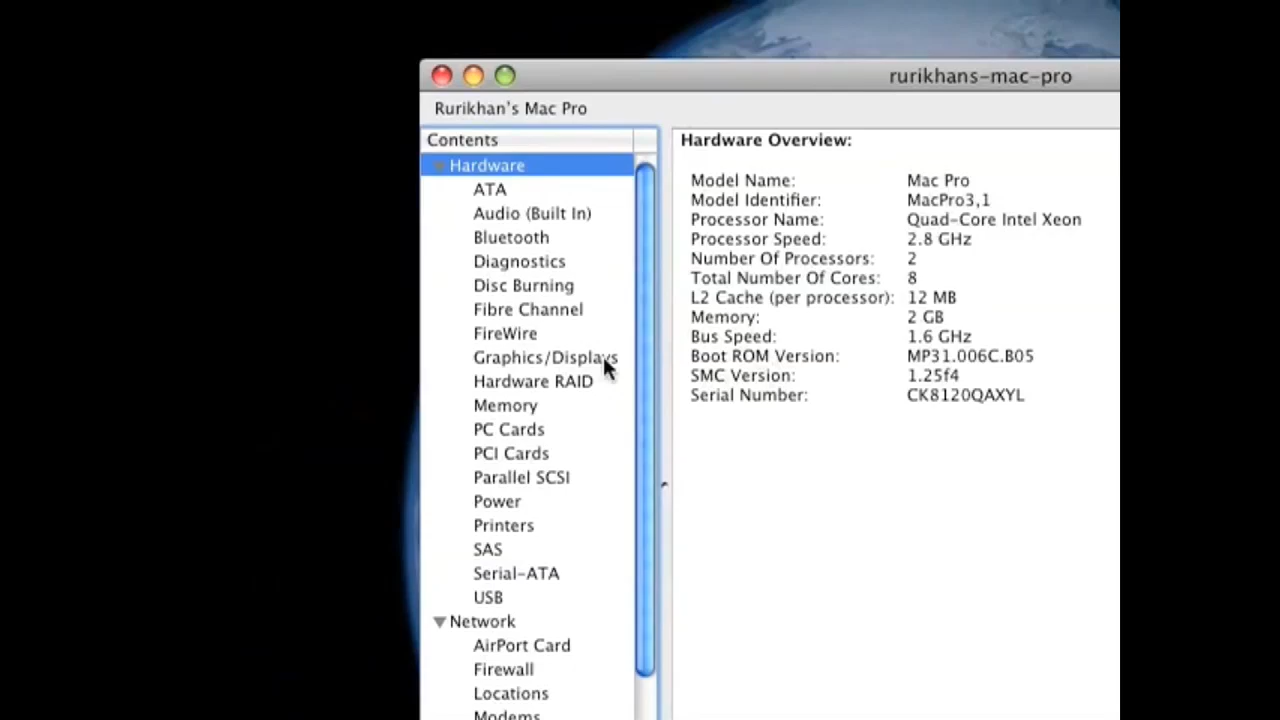 rurikhans-mac-pro
Rurikhan's Mac Pro
Contents
Hardware
ATA
Audio (Built In)
Bluetooth
Diagnostics
Disc Burning
Fibre Channel
FireWire
Graphics/Displays
Hardware RAID
Memory
PC Cards
PCI Cards
Parallel SCSI
Power
Printers
SAS
Serial-ATA
USB
Network
AirPort Card
Firewall
Locations
Modems
Hardware Overview:
Model Name: Mac Pro
Model Identifier: MacPro3,1
Processor Name: Quad-Core Intel Xeon
Processor Speed: 2.8 GHz
Number Of Processors: 2
Total Number Of Cores: 8
L2 Cache (per processor): 12 MB
Memory: 2 GB
Bus Speed: 1.6 GHz
Boot ROM Version: MP31.006C.B05
SMC Version: 1.25f4
Serial Number: CK8120QAXYL